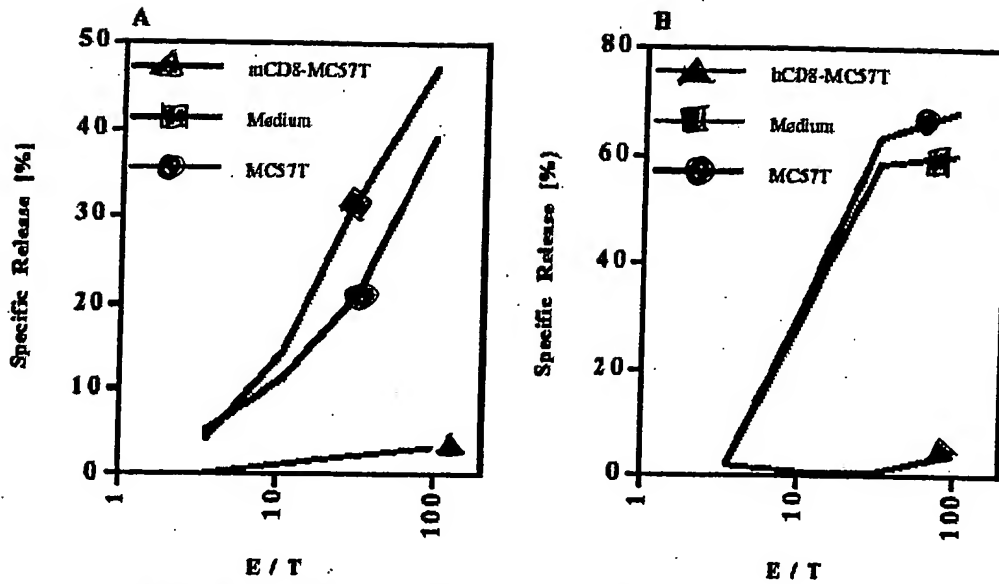 A
Specific Release [%]
50
40
30
20
10
0
mCD8-MC57T
Medium
MC57T
1
10
100
E / T
B
Specific Release [%]
80
60
40
20
0
hCD8-MC57T
Medium
MC57T
1
10
100
E / T